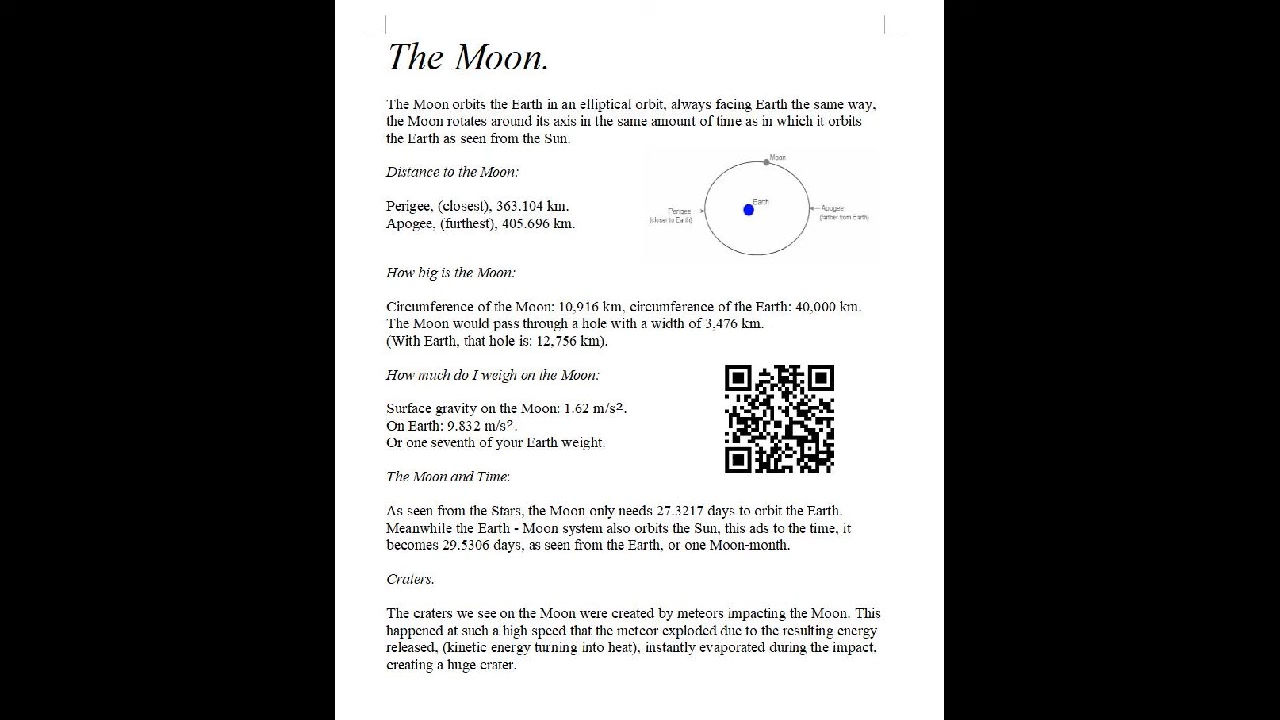 The Moon.
The Moon orbits the Earth in an elliptical orbit, always facing Earth the same way,
the Moon rotates around its axis in the same amount of time as in which it orbits
the Earth as seen from the Sun.
Distance to the Moon:
Perigee, (closest), 363.104 km.
Apogee, (furthest), 405.696 km.
Moon
Earth
Perigee
(closer to Earth)
Apogee
(farther from Earth)
How big is the Moon:
Circumference of the Moon: 10,916 km, circumference of the Earth: 40,000 km.
The Moon would pass through a hole with a width of 3,476 km.
(With Earth, that hole is: 12,756 km).
How much do I weigh on the Moon:
Surface gravity on the Moon: 1.62 m/s².
On Earth: 9.832 m/s².
Or one seventh of your Earth weight.
The Moon and Time:
As seen from the Stars, the Moon only needs 27.3217 days to orbit the Earth.
Meanwhile the Earth - Moon system also orbits the Sun, this ads to the time, it
becomes 29.5306 days, as seen from the Earth, or one Moon-month.
Craters.
The craters we see on the Moon were created by meteors impacting the Moon. This
happened at such a high speed that the meteor exploded due to the resulting energy
released, (kinetic energy turning into heat), instantly evaporated during the impact,
creating a huge crater.